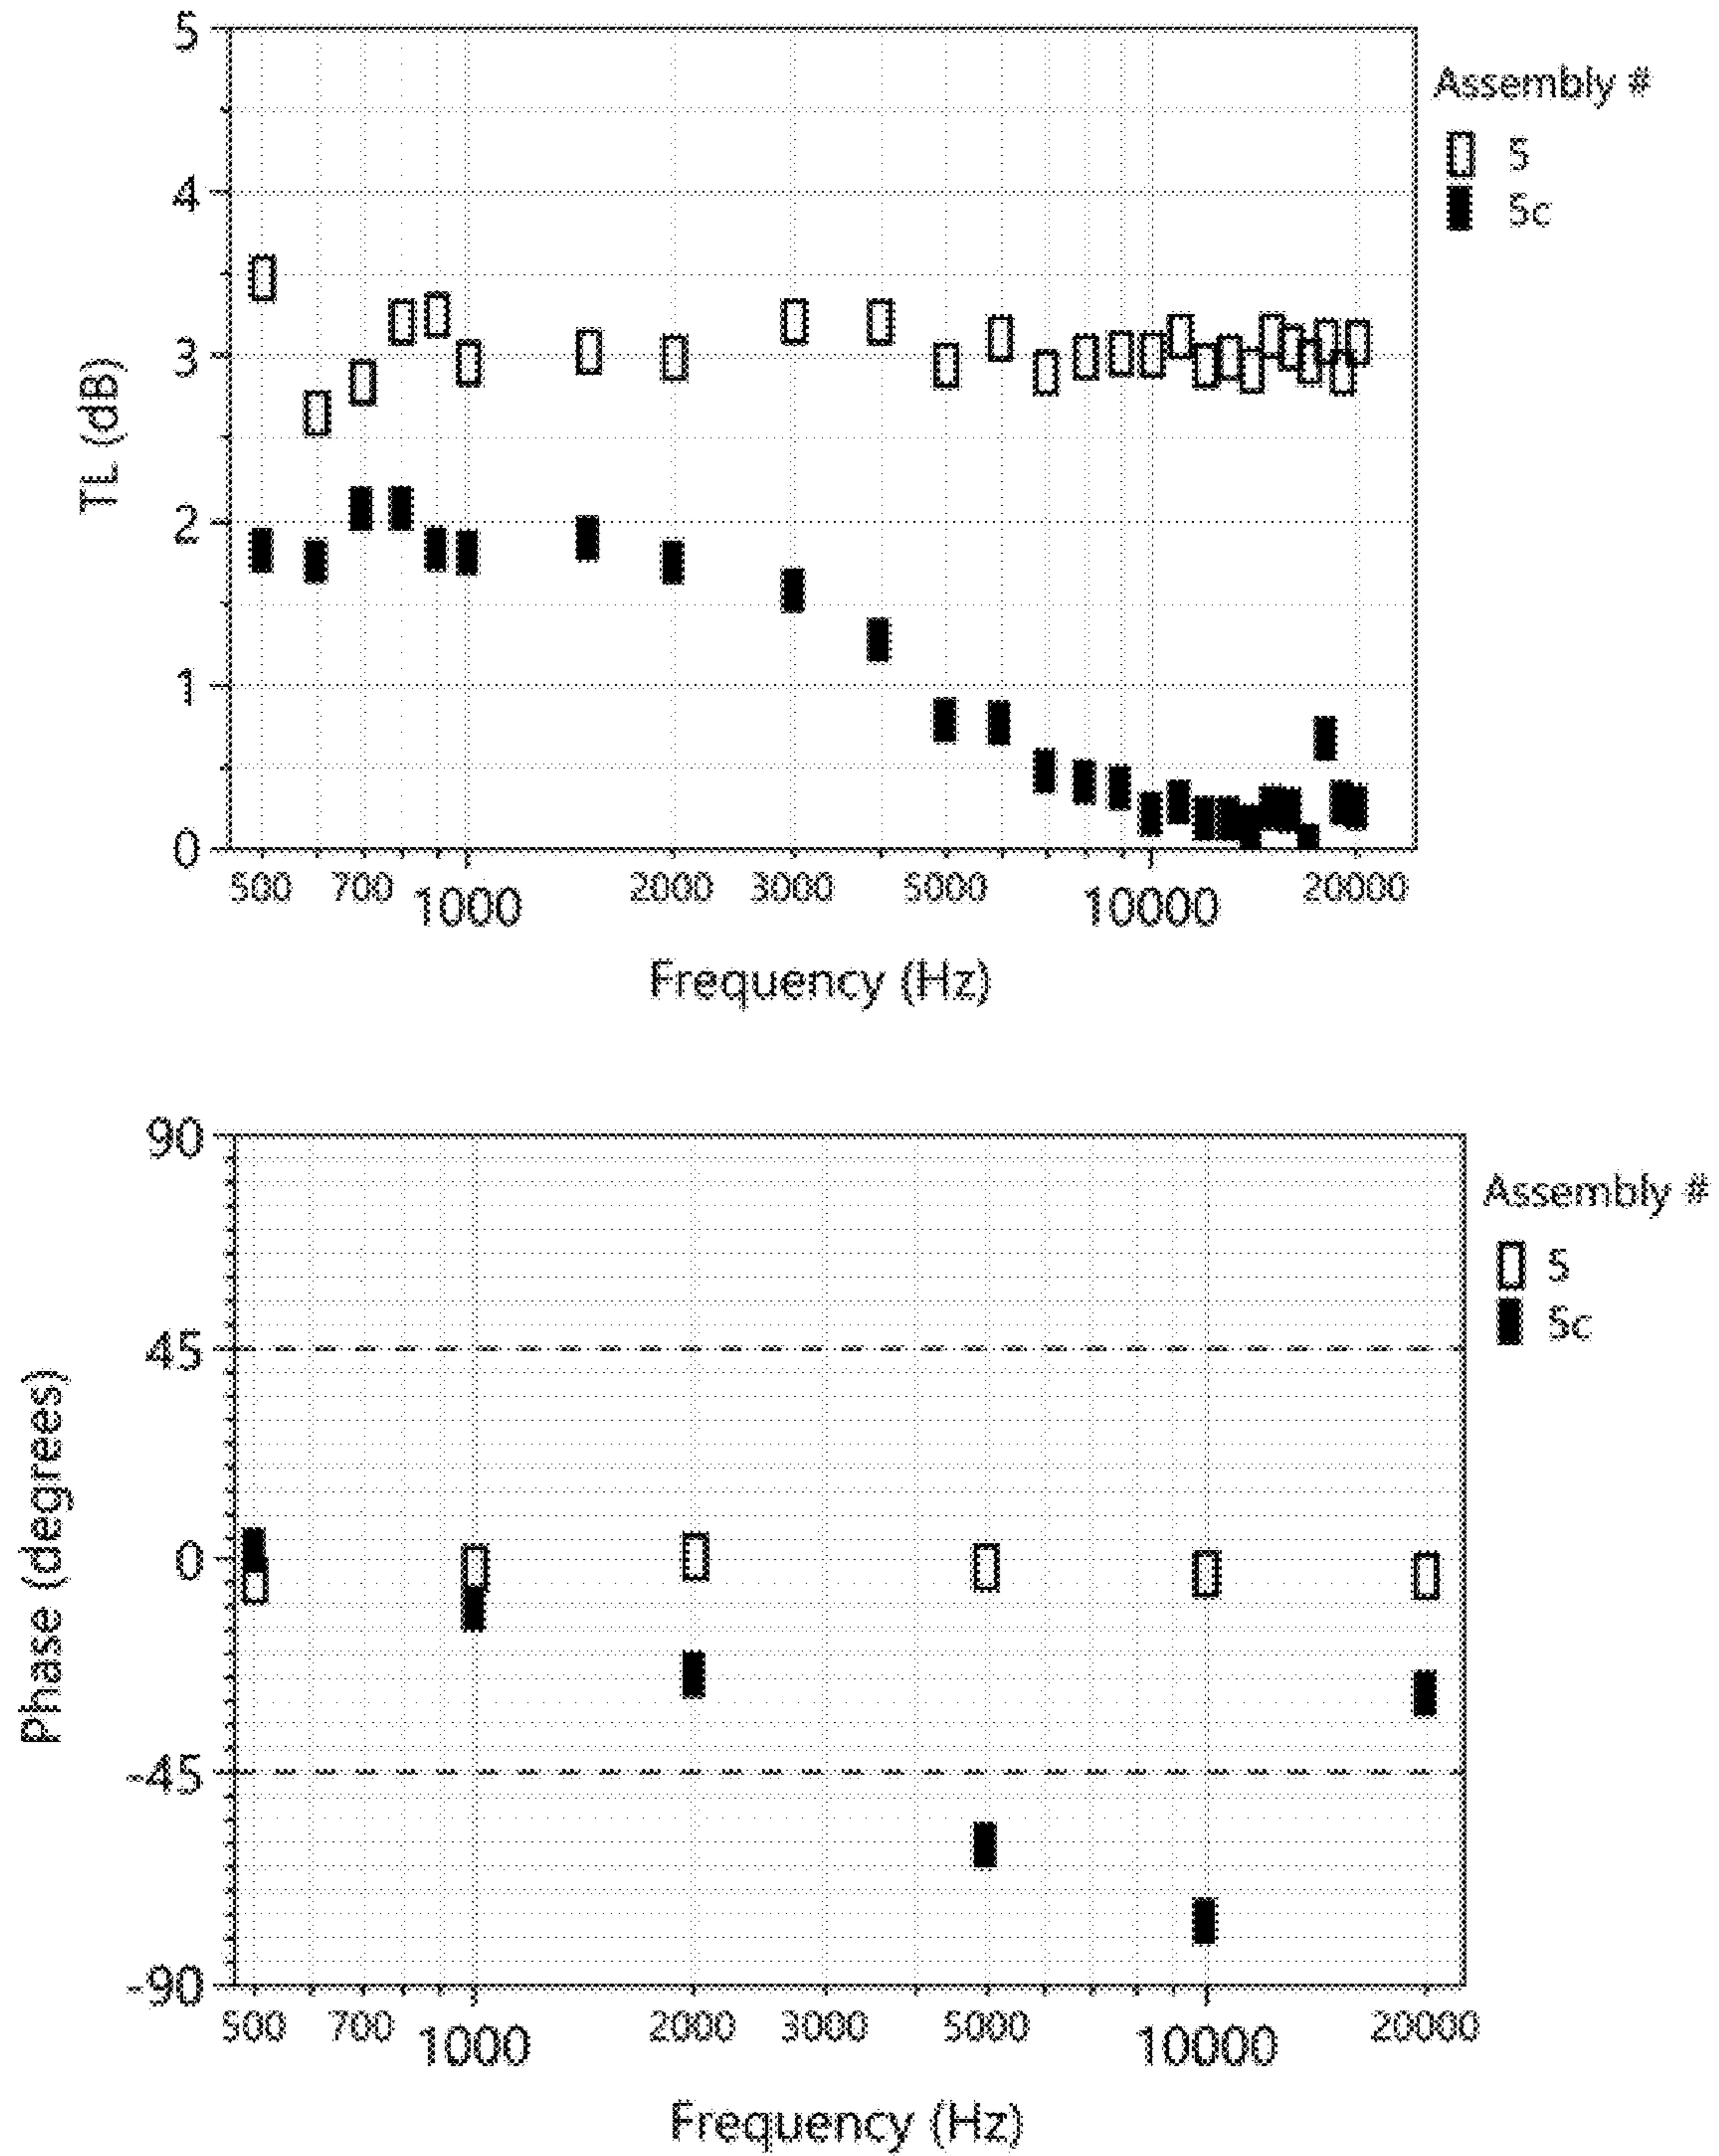 5
Assembly #
5
4
5c
3
TL (dB)
2
1
0
500 700 1000 2000 3000 5000 10000 20000
Frequency (Hz)
90
Assembly #
5
5c
45
0
Phase (degrees)
-45
-90
500 700 1000 2000 3000 5000 10000 20000
Frequency (Hz)